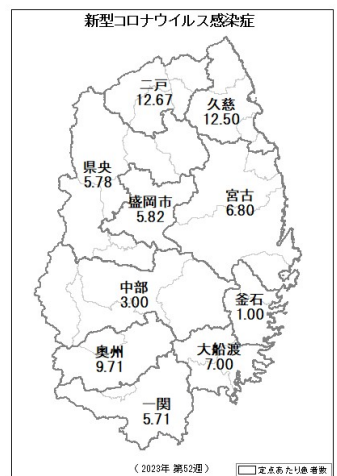 新型コロナウイルス感染症
二戸
12.67
久慈
12.50
県央
5.78
盛岡市
5.82
宮古
6.80
中部
3.00
釜石
1.00
奥州
9.71
大船渡
7.00
一関
5.71
（2023年 第52週）
定点あたり患者数